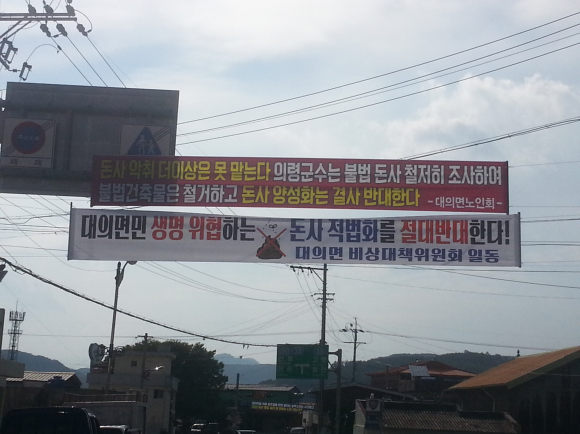 돈사 악취 더이상은 못 맡는다 의령군수는 불법 돈사 철저히 조사하여
불법건축물은 철거하고 돈사 양성화는 결사 반대한다 - 대의면노인회 -
대의면민 생명 위협하는 돈사 적법화를 절대반대한다!
대의면 비상대책위원회 일동